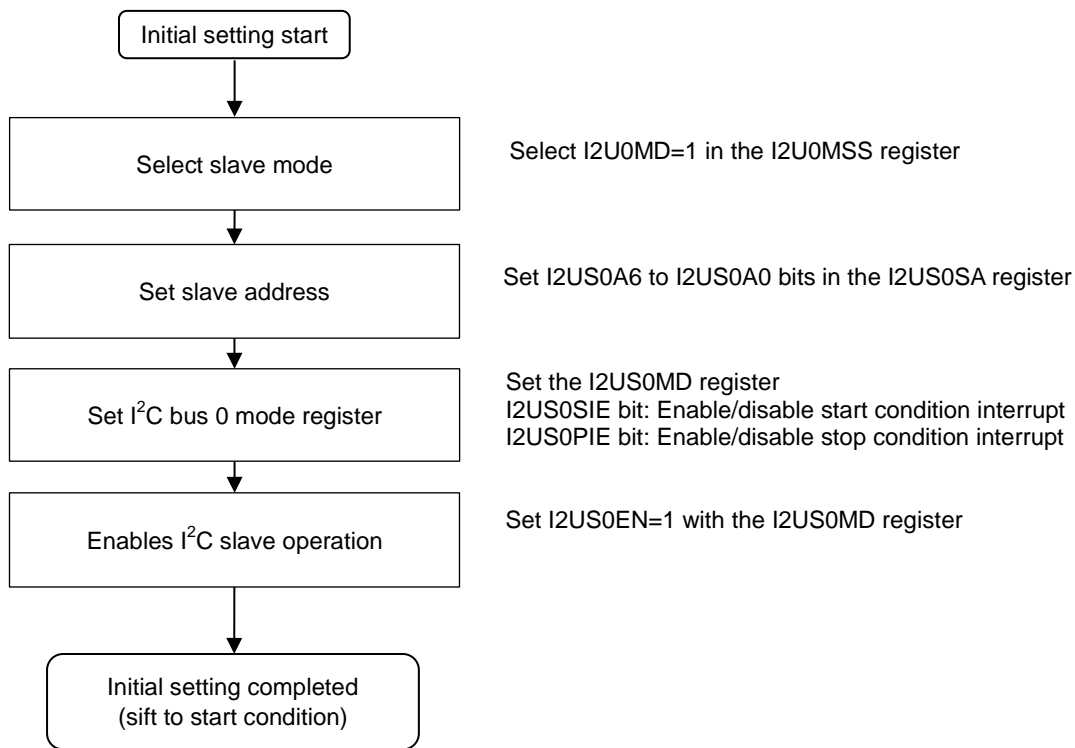 Initial setting start
Select slave mode
Select I2U0MD=1 in the I2U0MSS register
Set slave address
Set I2US0A6 to I2US0A0 bits in the I2US0SA register
Set I²C bus 0 mode register
Set the I2US0MD register
I2US0SIE bit: Enable/disable start condition interrupt
I2US0PIE bit: Enable/disable stop condition interrupt
Enables I²C slave operation
Set I2US0EN=1 with the I2US0MD register
Initial setting completed
(sift to start condition)